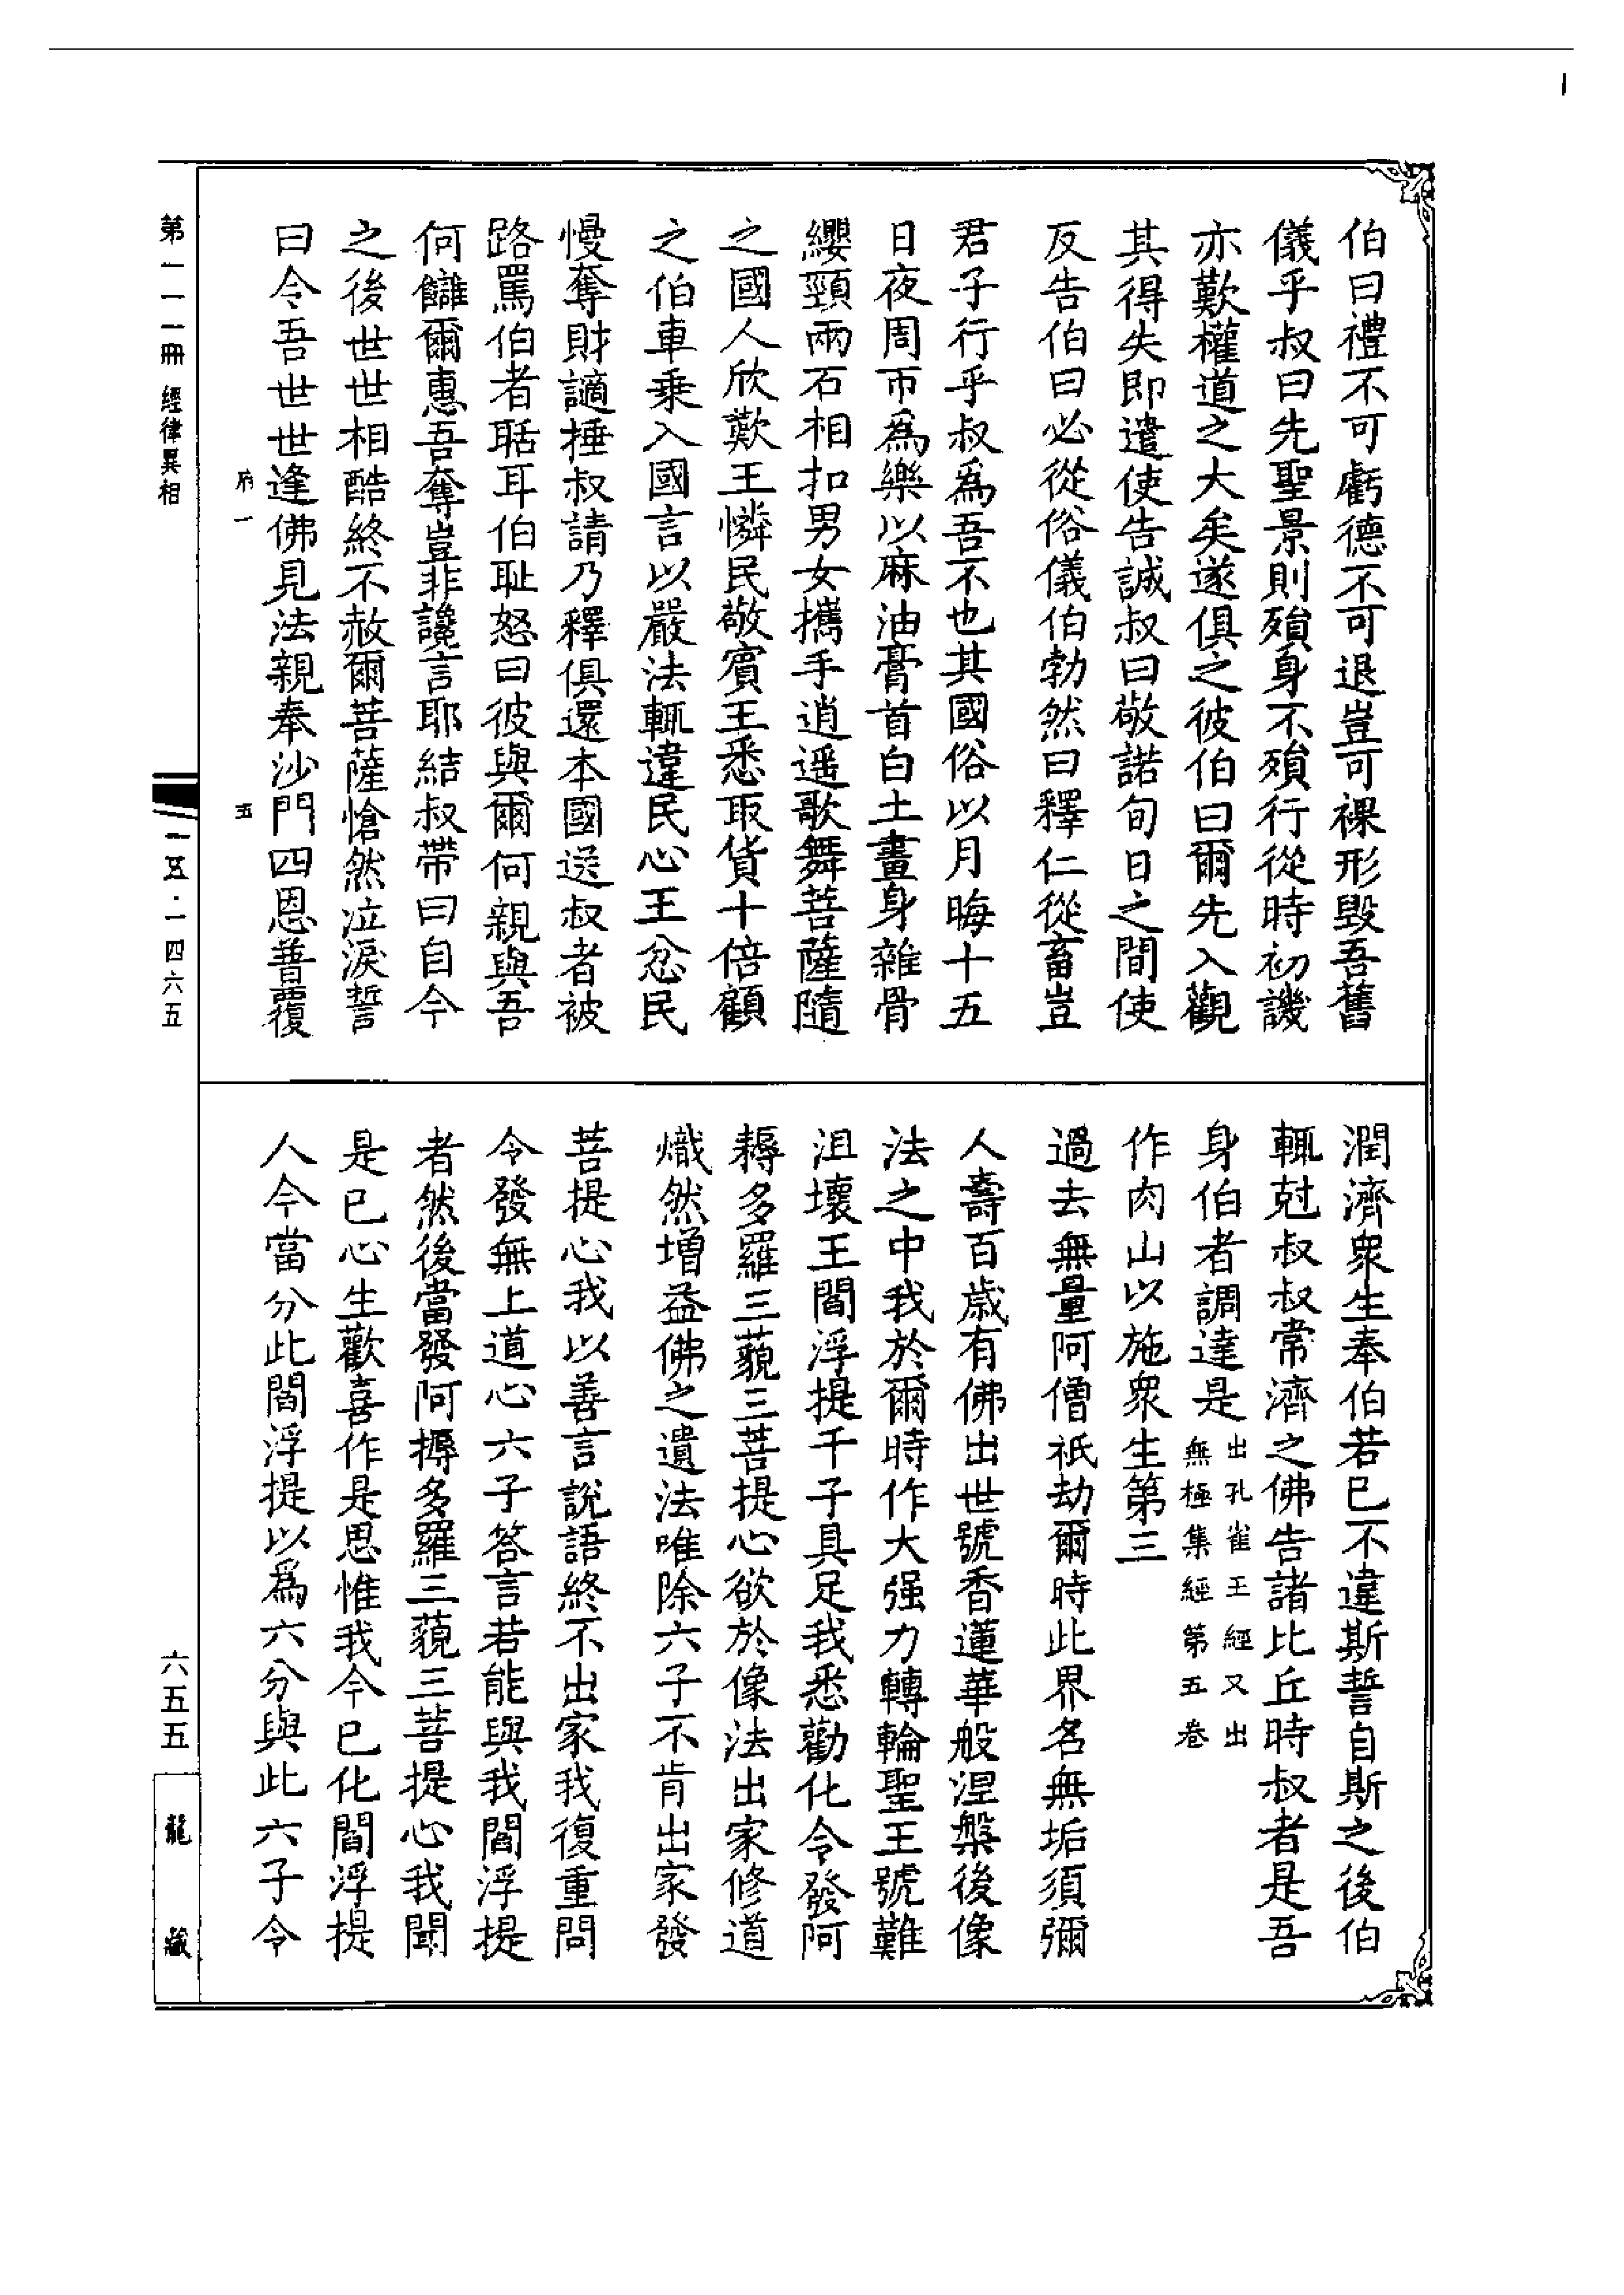 伯曰禮不可虧德不可退豈可裸形毀吾舊
儀乎叔曰先聖景則殞身不殞行從時初譏
亦歎權道之大矣遂俱之彼伯曰爾先入觀
其得失即遣使告誠叔曰敬諾旬日之間使
反告伯曰必從俗儀伯勃然曰釋仁從畜豈
君子行乎叔為吾不也其國俗以月晦十五
日夜周帀為樂以麻油膏首白土畫身雜骨
纓頸兩石相扣男女攜手逍遥歌舞菩薩隨
之國人欣歎王憐民敬賓王悉取貨十倍顧
之伯車乗入國言以嚴法輒違民心王忿民
慢奪財讁捶叔請乃釋俱還本國送叔者被
路罵伯者聒耳伯耻怒曰彼與爾何親與吾
何讎爾惠吾奪豈非讒言耶結叔帶曰自今
之後世世相酷終不赦爾菩薩愴然泣淚誓
曰令吾世世逢佛見法親奉沙門四恩普覆
潤濟衆生奉伯若已不違斯誓自斯之後伯
輒尅叔叔常濟之佛告諸比丘時叔者是吾
身伯者調達是出孔雀王經又出無極集經第五卷
作肉山以施衆生第三
過去無量阿僧祇劫爾時此界名無垢須彌
人壽百歲有佛出世號香蓮華般涅槃後像
法之中我於爾時作大强力轉輪聖王號難
沮壞王閻浮提千子具足我悉勸化令發阿
耨多羅三藐三菩提心欲於像法出家修道
熾然増益佛之遺法唯除六子不肯出家發
菩提心我以善言說語終不出家我復重問
令發無上道心六子答言若能與我閻浮提
者然後當發阿耨多羅三藐三菩提心我聞
是已心生歡喜作是思惟我今已化閻浮提
人今當分此閻浮提以爲六分與此六子令
府一
五
第一一一冊 經律異相
一五·一四六五
六五五
龍藏